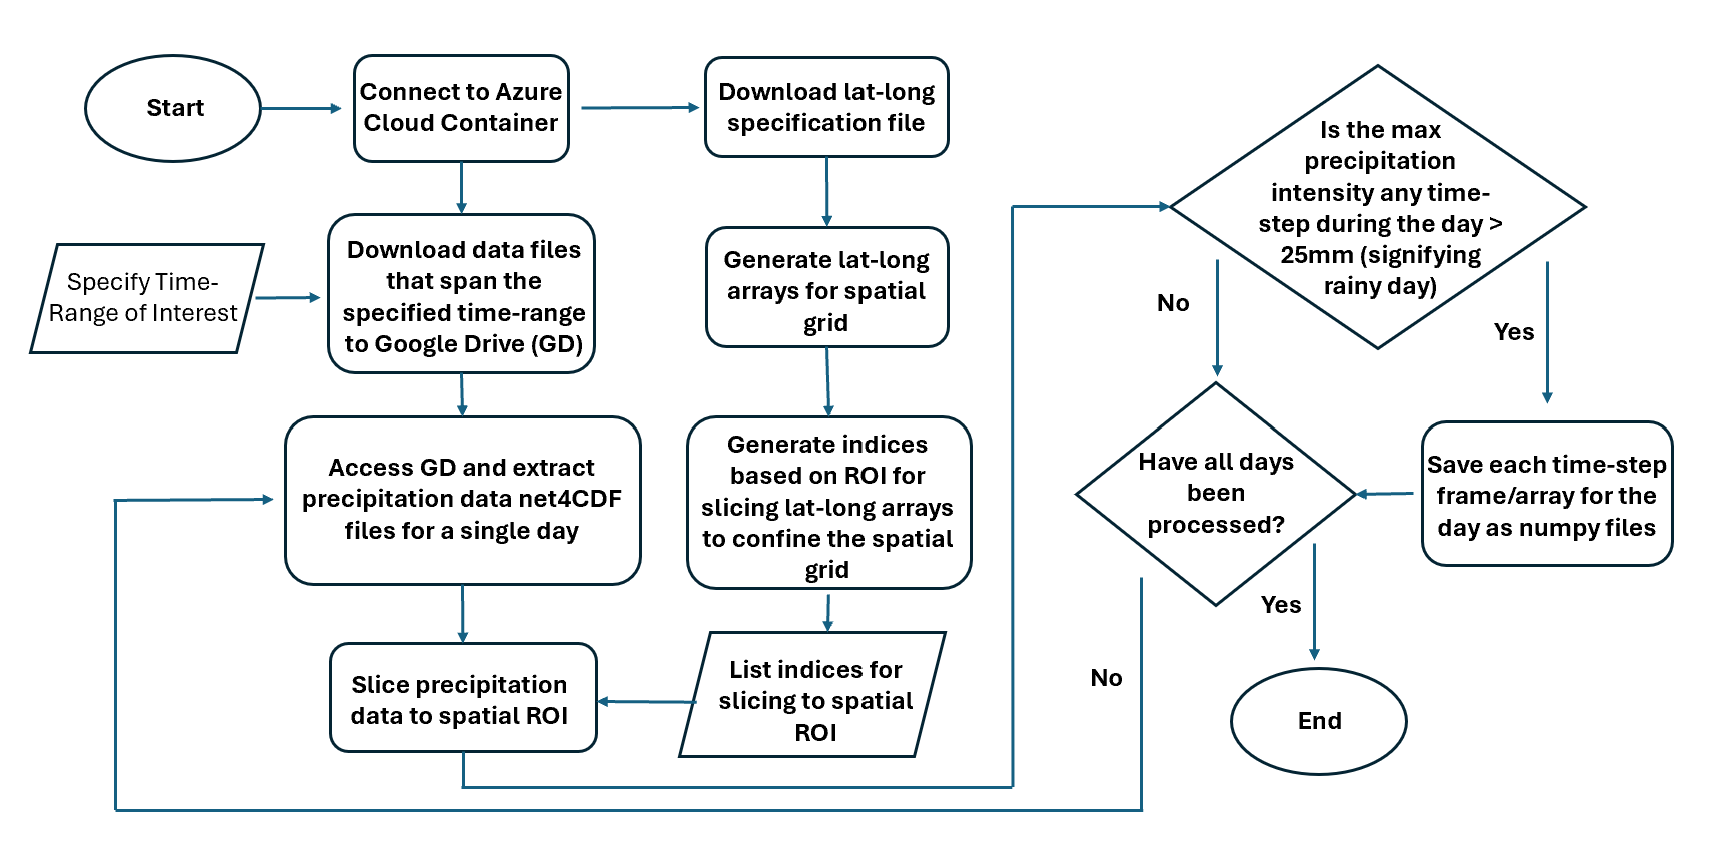 Start
Connect to Azure
Cloud Container
Download lat-long
specification file
Specify Time-
Range of Interest
Download data files
that span the
specified time-range
to Google Drive (GD)
Generate lat-long
arrays for spatial
grid
Access GD and extract
precipitation data net4CDF
files for a single day
Generate indices
based on ROI for
slicing lat-long arrays
to confine the spatial
grid
Slice precipitation
data to spatial ROI
List indices for
slicing to spatial
ROI
Is the max
precipitation
intensity any time-
step during the day >
25mm (signifying
rainy day)
No
Yes
Have all days
been
processed?
Save each time-step
frame/array for the
day as numpy files
Yes
No
End